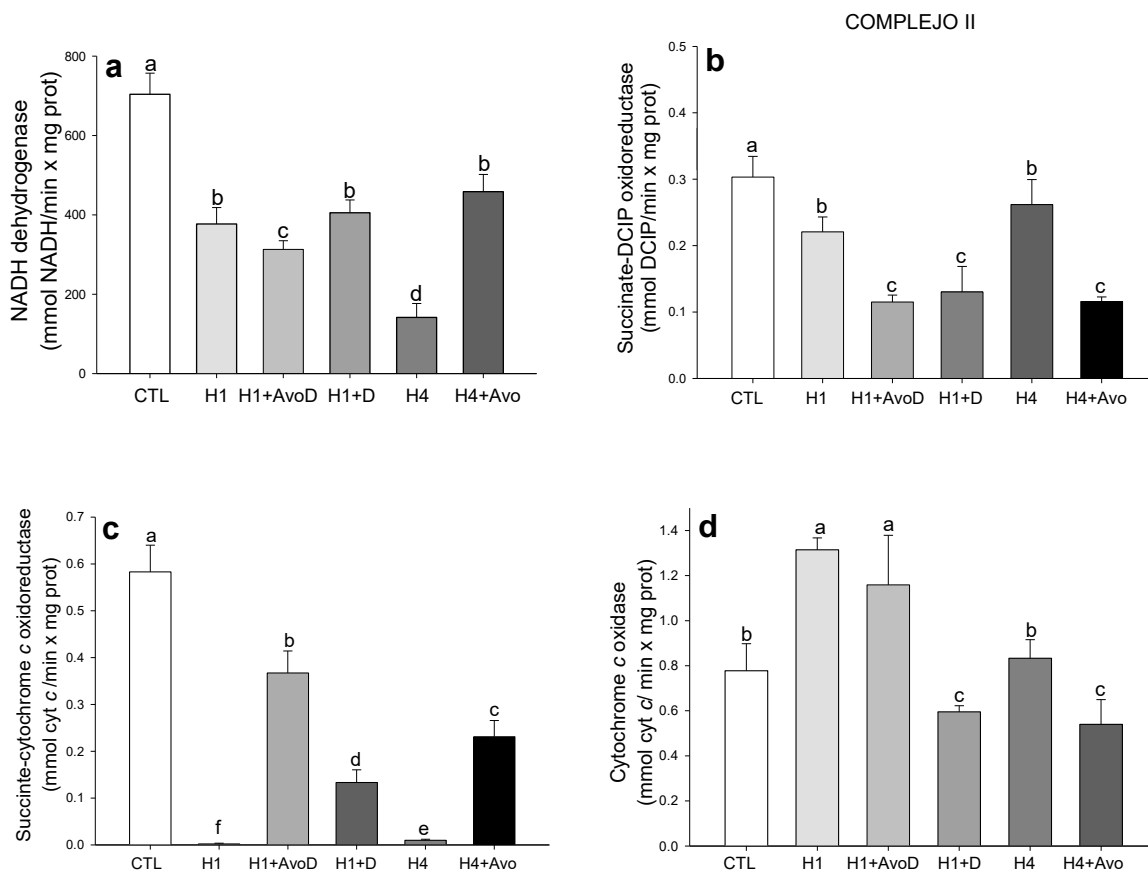 COMPLEJO II
a
NADH dehydrogenase
(mmol NADH/min x mg prot)
800
600
400
200
0
a
b
c
b
d
b
CTL H1 H1+AvoD H1+D H4 H4+Avo
b
Succinate-DCIP oxidoreductase
(mmol DCIP/min x mg prot)
0.5
0.4
0.3
0.2
0.1
0.0
a
b
c
c
b
c
CTL H1 H1+AvoD H1+D H4 H4+Avo
c
Succinte-cytochrome c oxidoreductase
(mmol cyt c /min x mg prot)
0.7
0.6
0.5
0.4
0.3
0.2
0.1
0.0
a
f
b
d
e
c
CTL H1 H1+AvoD H1+D H4 H4+Avo
d
Cytochrome c oxidase
(mmol cyt c/ min x mg prot)
1.4
1.2
1.0
0.8
0.6
0.4
0.2
0.0
b
a
a
c
b
c
CTL H1 H1+AvoD H1+D H4 H4+Avo